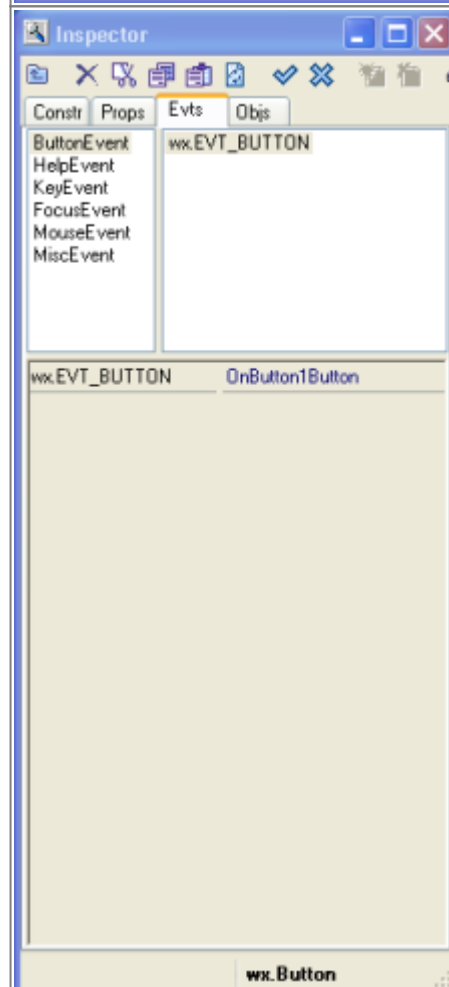 Inspector
Constr Props Evts Objs
ButtonEvent
HelpEvent
KeyEvent
FocusEvent
MouseEvent
MiscEvent
wx.EVT_BUTTON
wx.EVT_BUTTON OnButton1Button
wx.Button